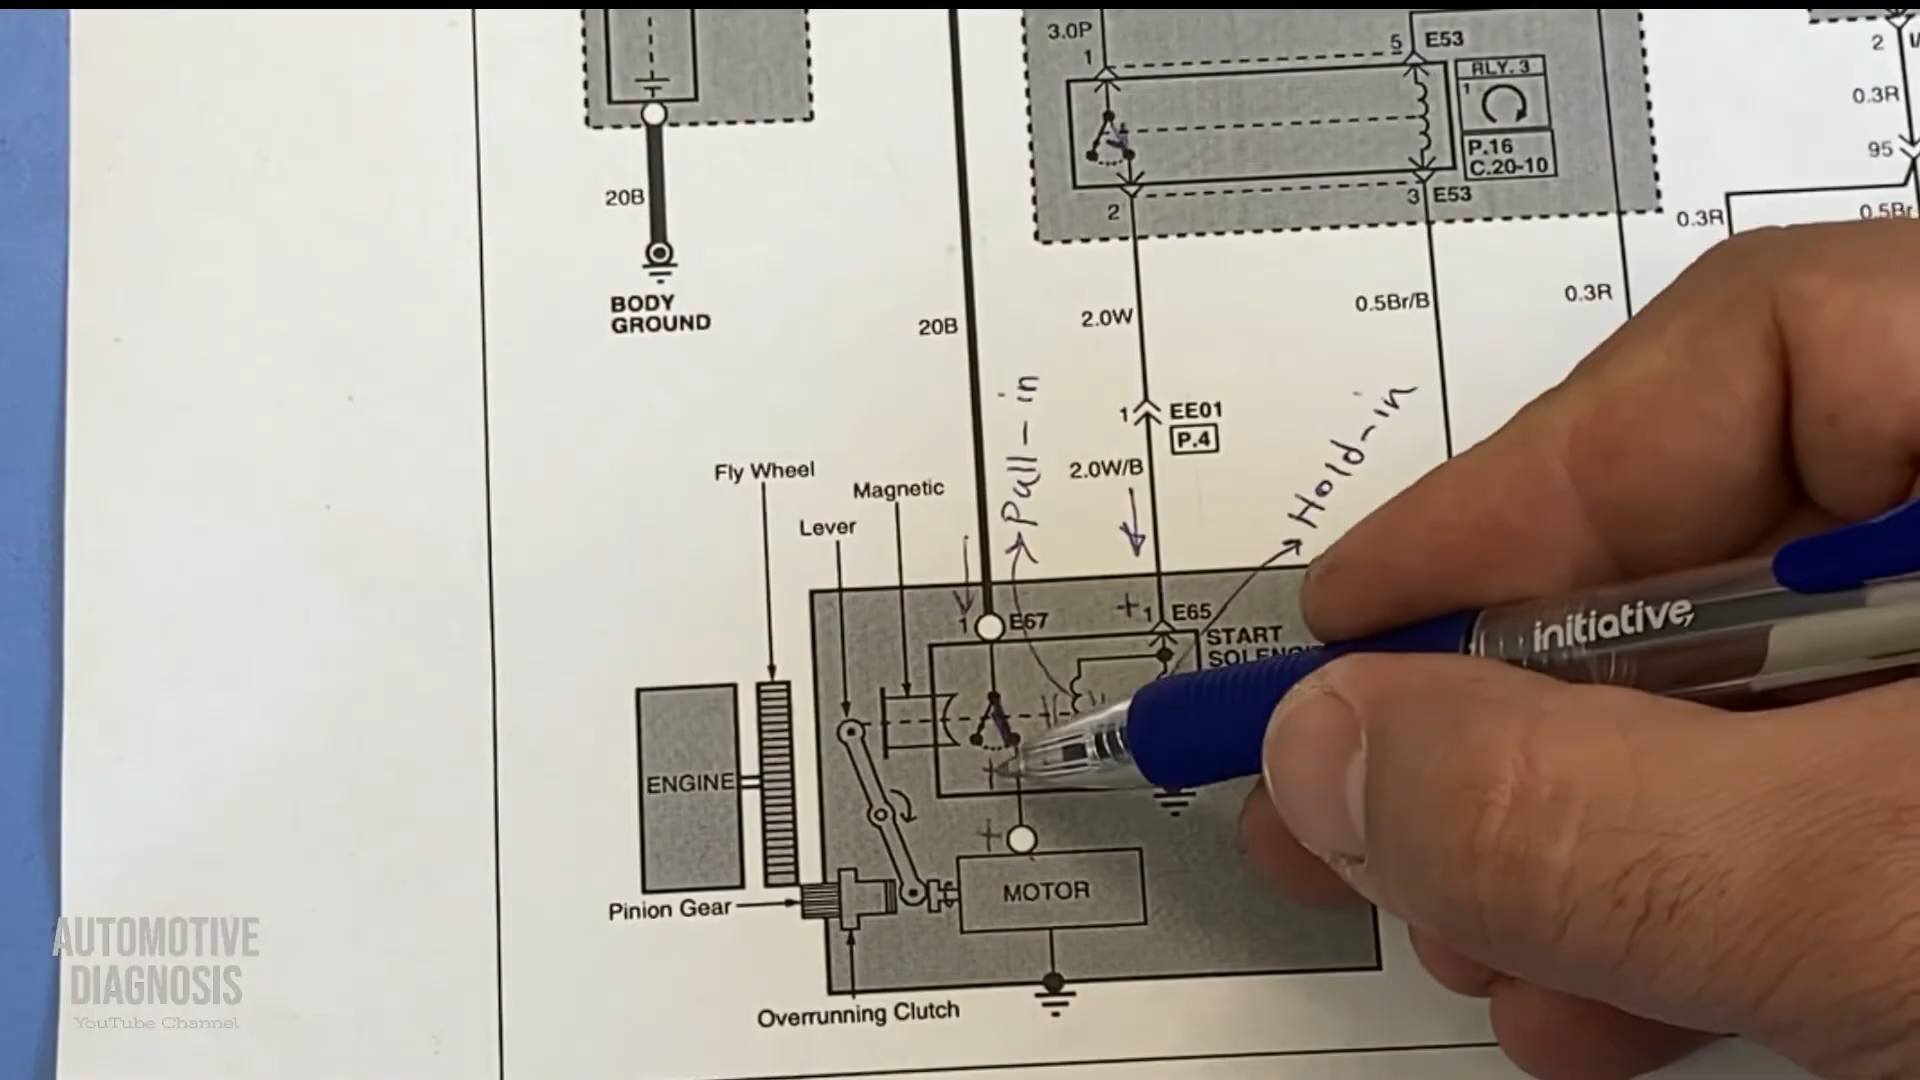 3.0P
1
5
E53
RLY. 3
1
P.16
C.20-10
2
3
E53
2
0.3R
95
0.3R
0.5Br
20B
BODY
GROUND
20B
2.0W
0.5Br/B
0.3R
1
EE01
P.4
2.0W/B
Pull-in
Hold-in
Fly Wheel
Magnetic
Lever
1
E67
+
1
E65
START
initiative
ENGINE
+
+
MOTOR
Pinion Gear
Overrunning Clutch
AUTOMOTIVE
DIAGNOSIS
YouTube Channel